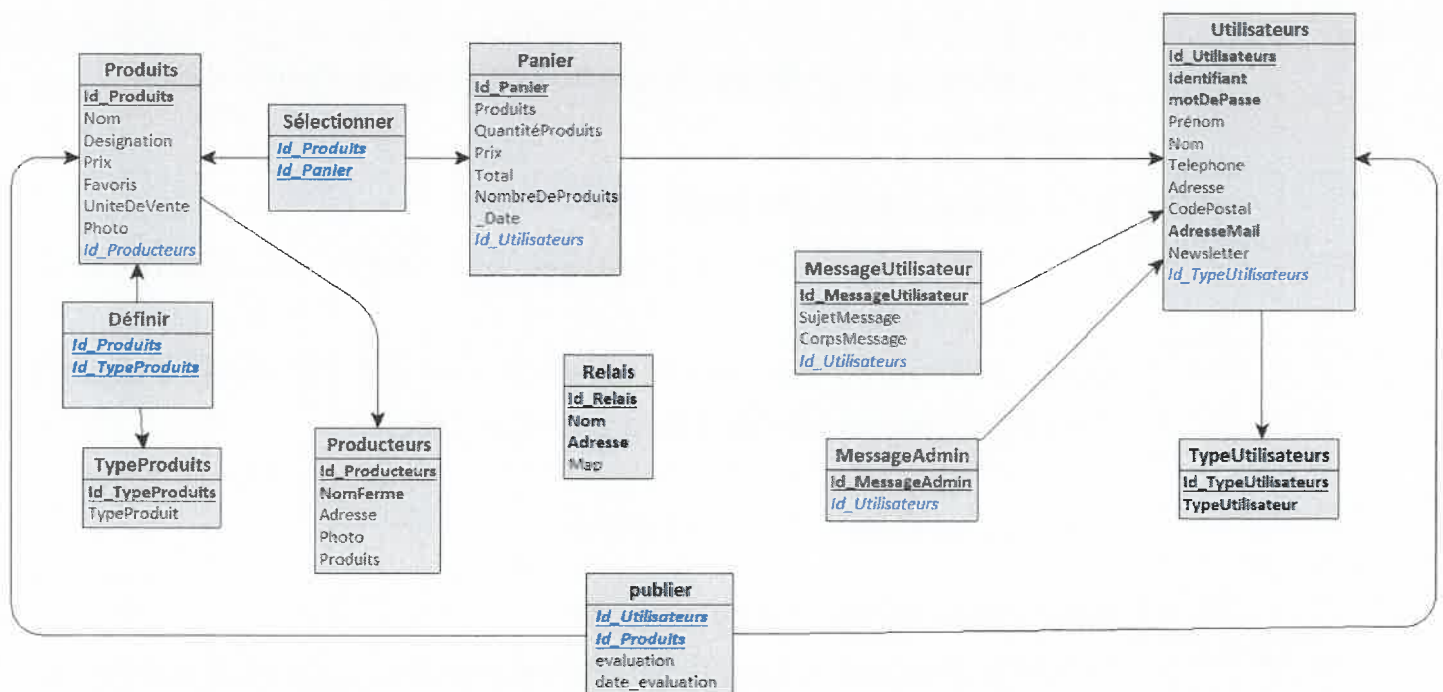 Produits
Id_Produits
Nom
Designation
Prix
Favoris
UniteDeVente
Photo
Id_Producteurs
Sélectionner
Id_Produits
Id_Panier
Panier
Id_Panier
Produits
QuantitéProduits
Prix
Total
NombreDeProduits
_Date
Id_Utilisateurs
Utilisateurs
Id_Utilisateurs
Identifiant
motDePasse
Prénom
Nom
Telephone
Adresse
CodePostal
AdresseMail
Newsletter
Id_TypeUtilisateurs
Définir
Id_Produits
Id_TypeProduits
TypeProduits
Id_TypeProduits
TypeProduit
Producteurs
Id_Producteurs
NomFerme
Adresse
Photo
Produits
Relais
Id_Relais
Nom
Adresse
Map
MessageUtilisateur
Id_MessageUtilisateur
SujetMessage
CorpsMessage
Id_Utilisateurs
MessageAdmin
Id_MessageAdmin
Id_Utilisateurs
TypeUtilisateurs
Id_TypeUtilisateurs
TypeUtilisateur
publier
Id_Utilisateurs
Id_Produits
evaluation
date_evaluation